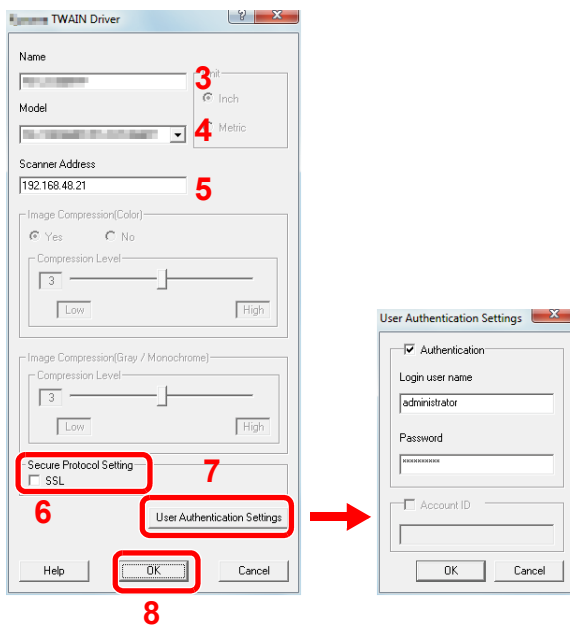 TWAIN Driver
Name
3
Unit
Inch
Model
4
Metric
Scanner Address
192.168.48.21
5
Image Compression(Color)
Yes No
Compression Level
3
Low High
Image Compression(Gray / Monochrome)
Compression Level
3
Low High
Secure Protocol Setting
7
SSL
6
User Authentication Settings
Help OK Cancel
8
User Authentication Settings
Authentication
Login user name
administrator
Password
Account ID
OK Cancel